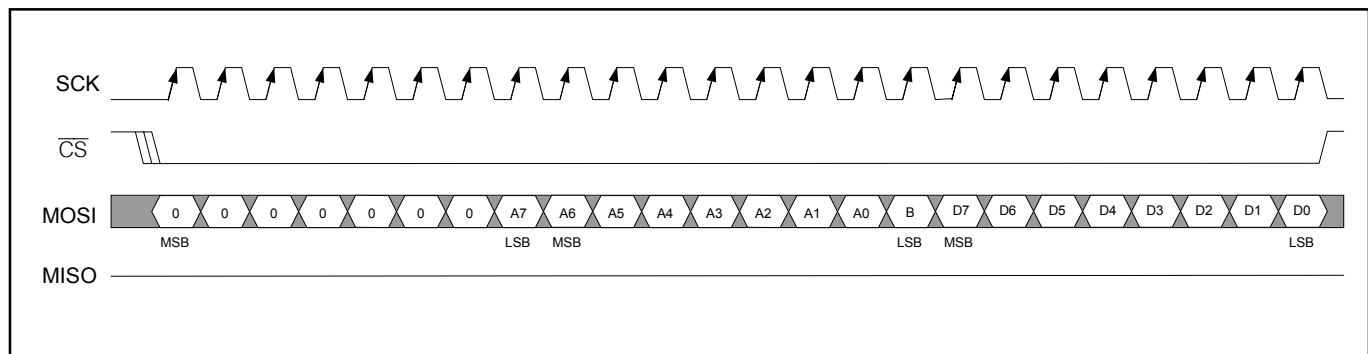 SCK
CS
MOSI 0 0 0 0 0 0 0 A7 A6 A5 A4 A3 A2 A1 A0 B D7 D6 D5 D4 D3 D2 D1 D0
MSB LSB MSB LSB MSB LSB
MISO